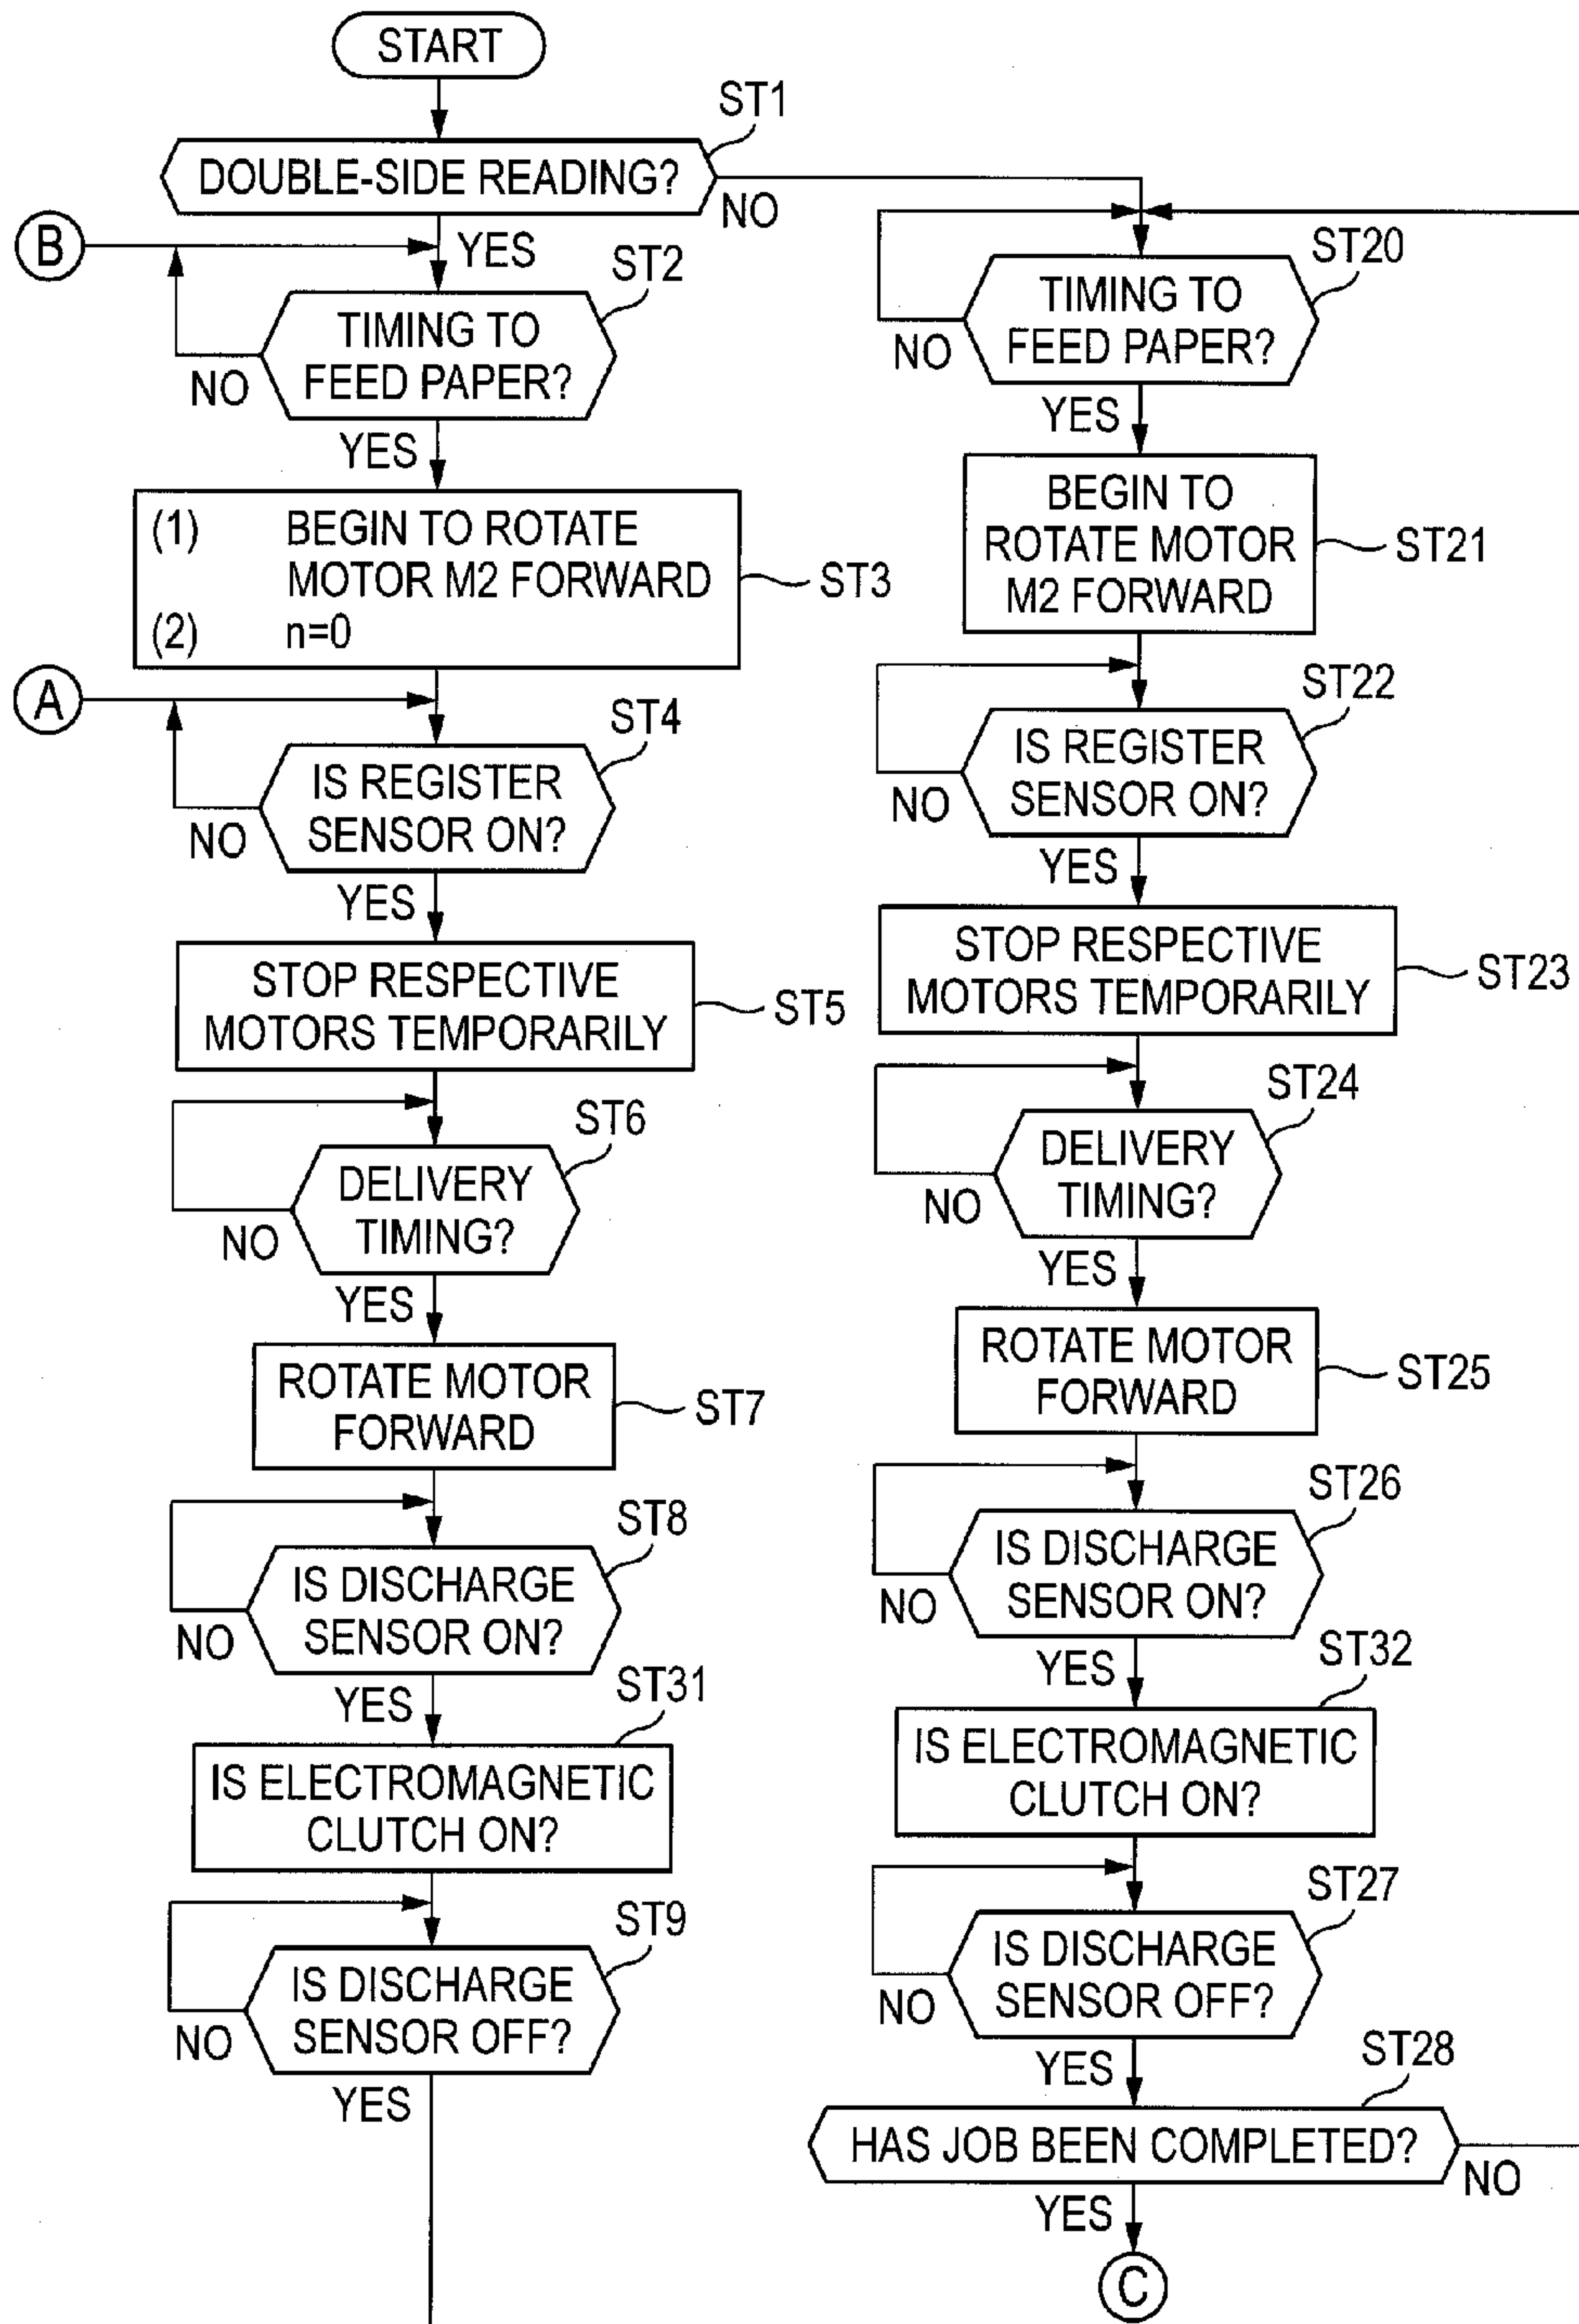 START
ST1
DOUBLE-SIDE READING?
NO
B
YES
ST2
TIMING TO
FEED PAPER?
NO
YES
(1) BEGIN TO ROTATE
MOTOR M2 FORWARD
(2) n=0
ST3
A
ST4
IS REGISTER
SENSOR ON?
NO
YES
STOP RESPECTIVE
MOTORS TEMPORARILY
ST5
ST6
DELIVERY
TIMING?
NO
YES
ROTATE MOTOR
FORWARD
ST7
ST8
IS DISCHARGE
SENSOR ON?
NO
YES
ST31
IS ELECTROMAGNETIC
CLUTCH ON?
ST9
IS DISCHARGE
SENSOR OFF?
NO
YES
ST20
TIMING TO
FEED PAPER?
NO
YES
BEGIN TO
ROTATE MOTOR
M2 FORWARD
ST21
ST22
IS REGISTER
SENSOR ON?
NO
YES
STOP RESPECTIVE
MOTORS TEMPORARILY
ST23
ST24
DELIVERY
TIMING?
NO
YES
ROTATE MOTOR
FORWARD
ST25
ST26
IS DISCHARGE
SENSOR ON?
NO
YES
ST32
IS ELECTROMAGNETIC
CLUTCH ON?
ST27
IS DISCHARGE
SENSOR OFF?
NO
YES
ST28
HAS JOB BEEN COMPLETED?
NO
YES
C